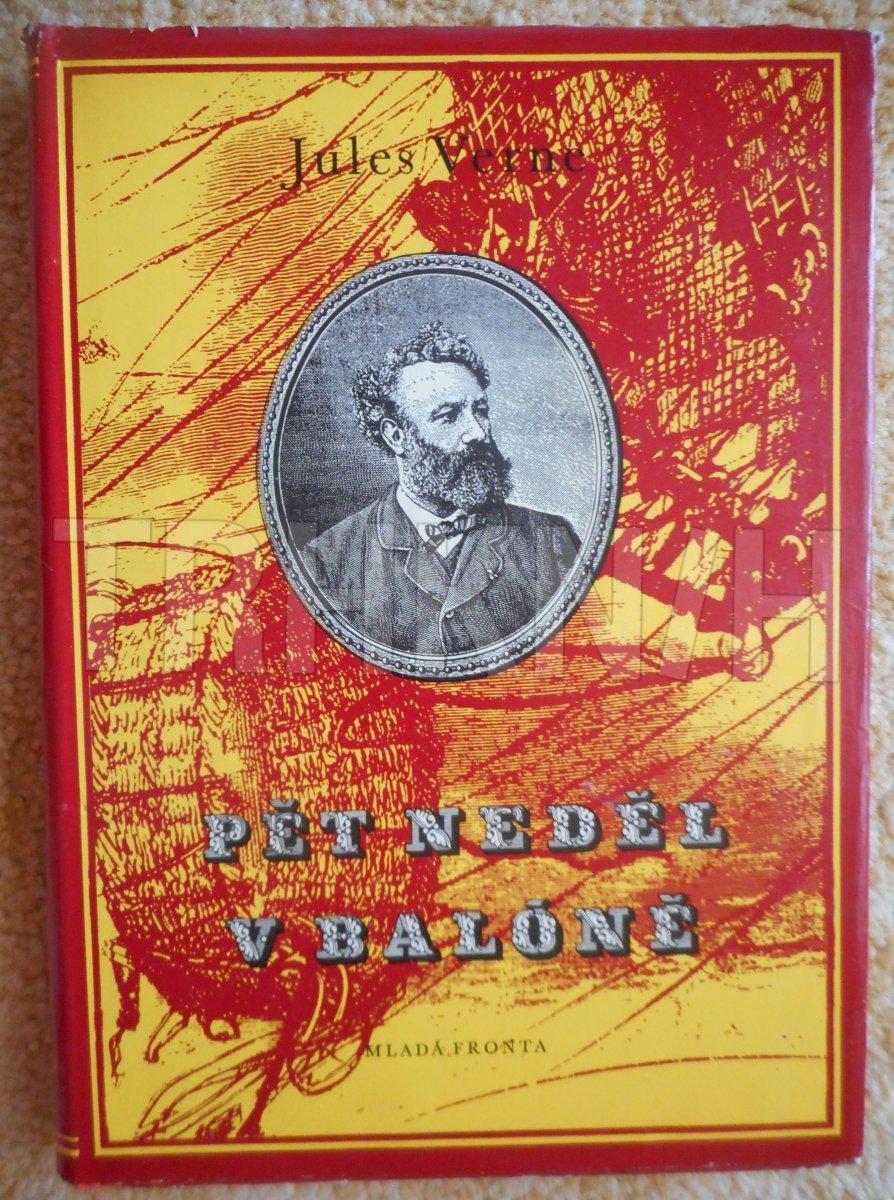 Jules Verne
PĚT NEDĚL
V BALÓNĚ
MLADÁ FRONTA